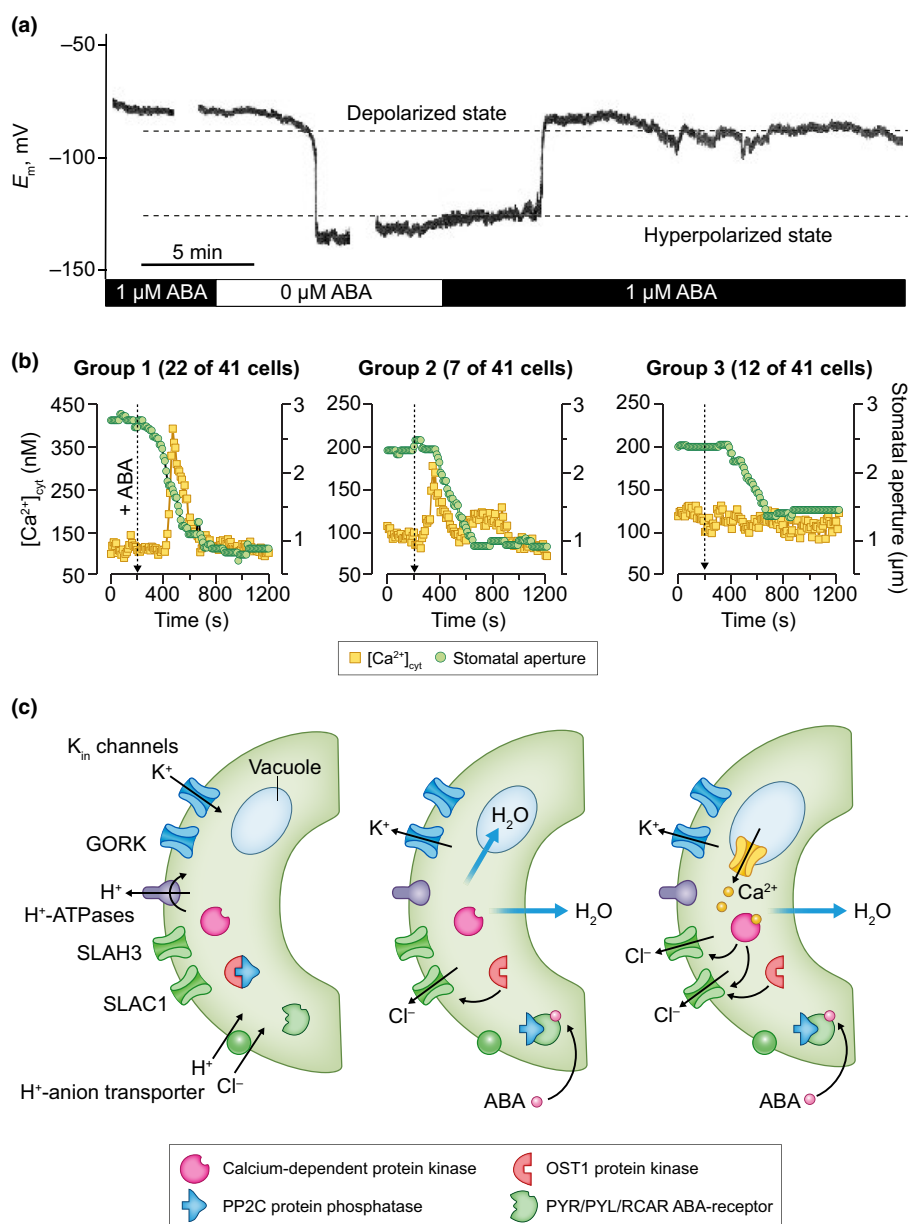 (a)
−50
−100
−150
E_m, mV
Depolarized state
Hyperpolarized state
5 min
1 µM ABA
0 µM ABA
1 µM ABA
(b)
Group 1 (22 of 41 cells)
Group 2 (7 of 41 cells)
Group 3 (12 of 41 cells)
[Ca²⁺]_cyt (nM)
450
350
250
150
50
3
2
1
+ ABA
0 400 800 1200
Time (s)
250
200
150
100
50
3
2
1
0 400 800 1200
Time (s)
250
200
150
100
50
3
2
1
0 400 800 1200
Time (s)
Stomatal aperture (µm)
[Ca²⁺]_cyt Stomatal aperture
(c)
K_in channels
K⁺
Vacuole
GORK
H⁺
H⁺-ATPases
SLAH3
SLAC1
H⁺
Cl⁻
H⁺-anion transporter
K⁺
H₂O
H₂O
Cl⁻
ABA
K⁺
Ca²⁺
H₂O
Cl⁻
Cl⁻
ABA
Calcium-dependent protein kinase
OST1 protein kinase
PP2C protein phosphatase
PYR/PYL/RCAR ABA-receptor